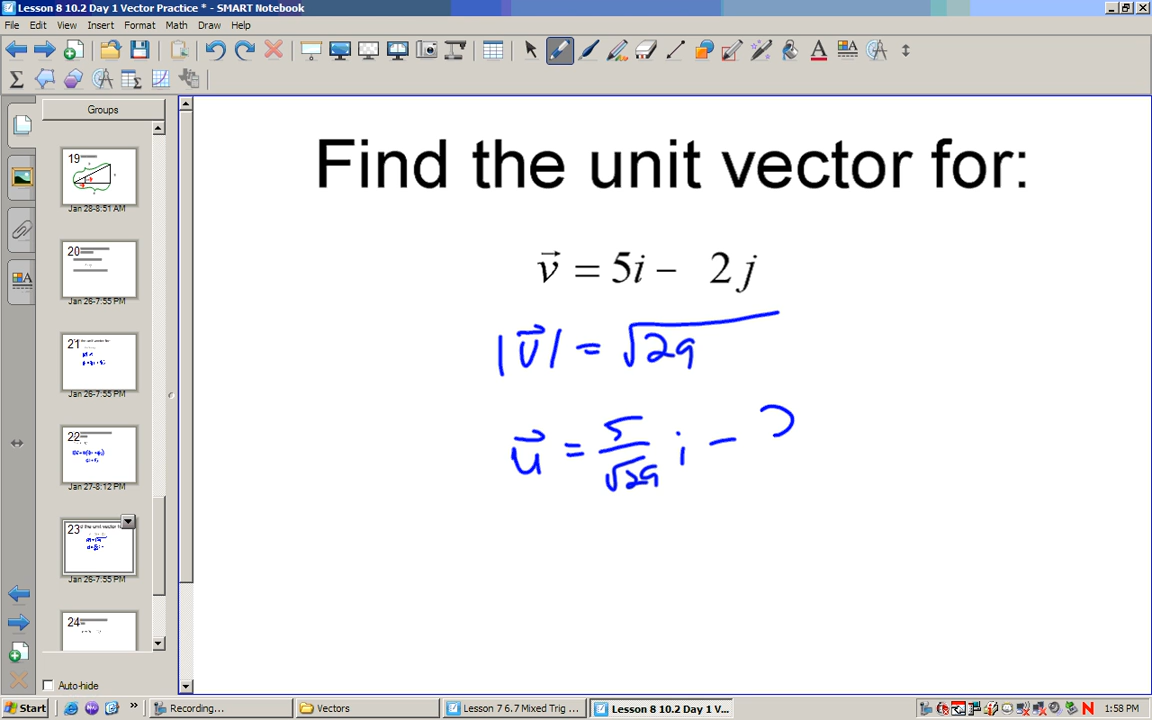 Lesson 8 10.2 Day 1 Vector Practice * - SMART Notebook
File Edit View Insert Format Math Draw Help
Groups
19
Jan 28-8:51 AM
20
Jan 26-7:55 PM
21
Jan 26-7:55 PM
22
Jan 27-8:12 PM
23
Jan 26-7:55 PM
24
Auto-hide
Find the unit vector for:
v⃗ = 5i − 2j
|v⃗| = √29
u⃗ = 5/√29 i −
Start
Recording...
Vectors
Lesson 7 6.7 Mixed Trig ...
Lesson 8 10.2 Day 1 V...
1:58 PM